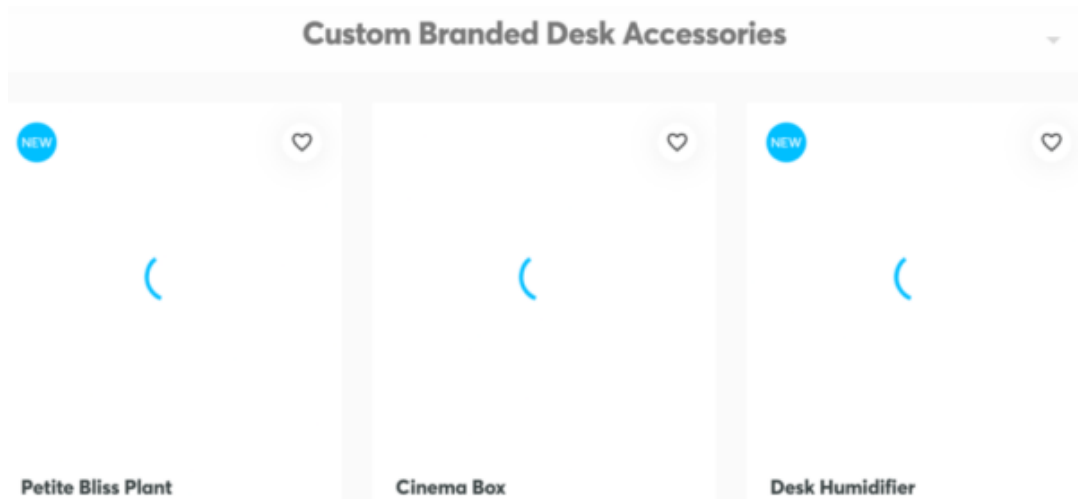 Custom Branded Desk Accessories
NEW
NEW
Petite Bliss Plant
Cinema Box
Desk Humidifier